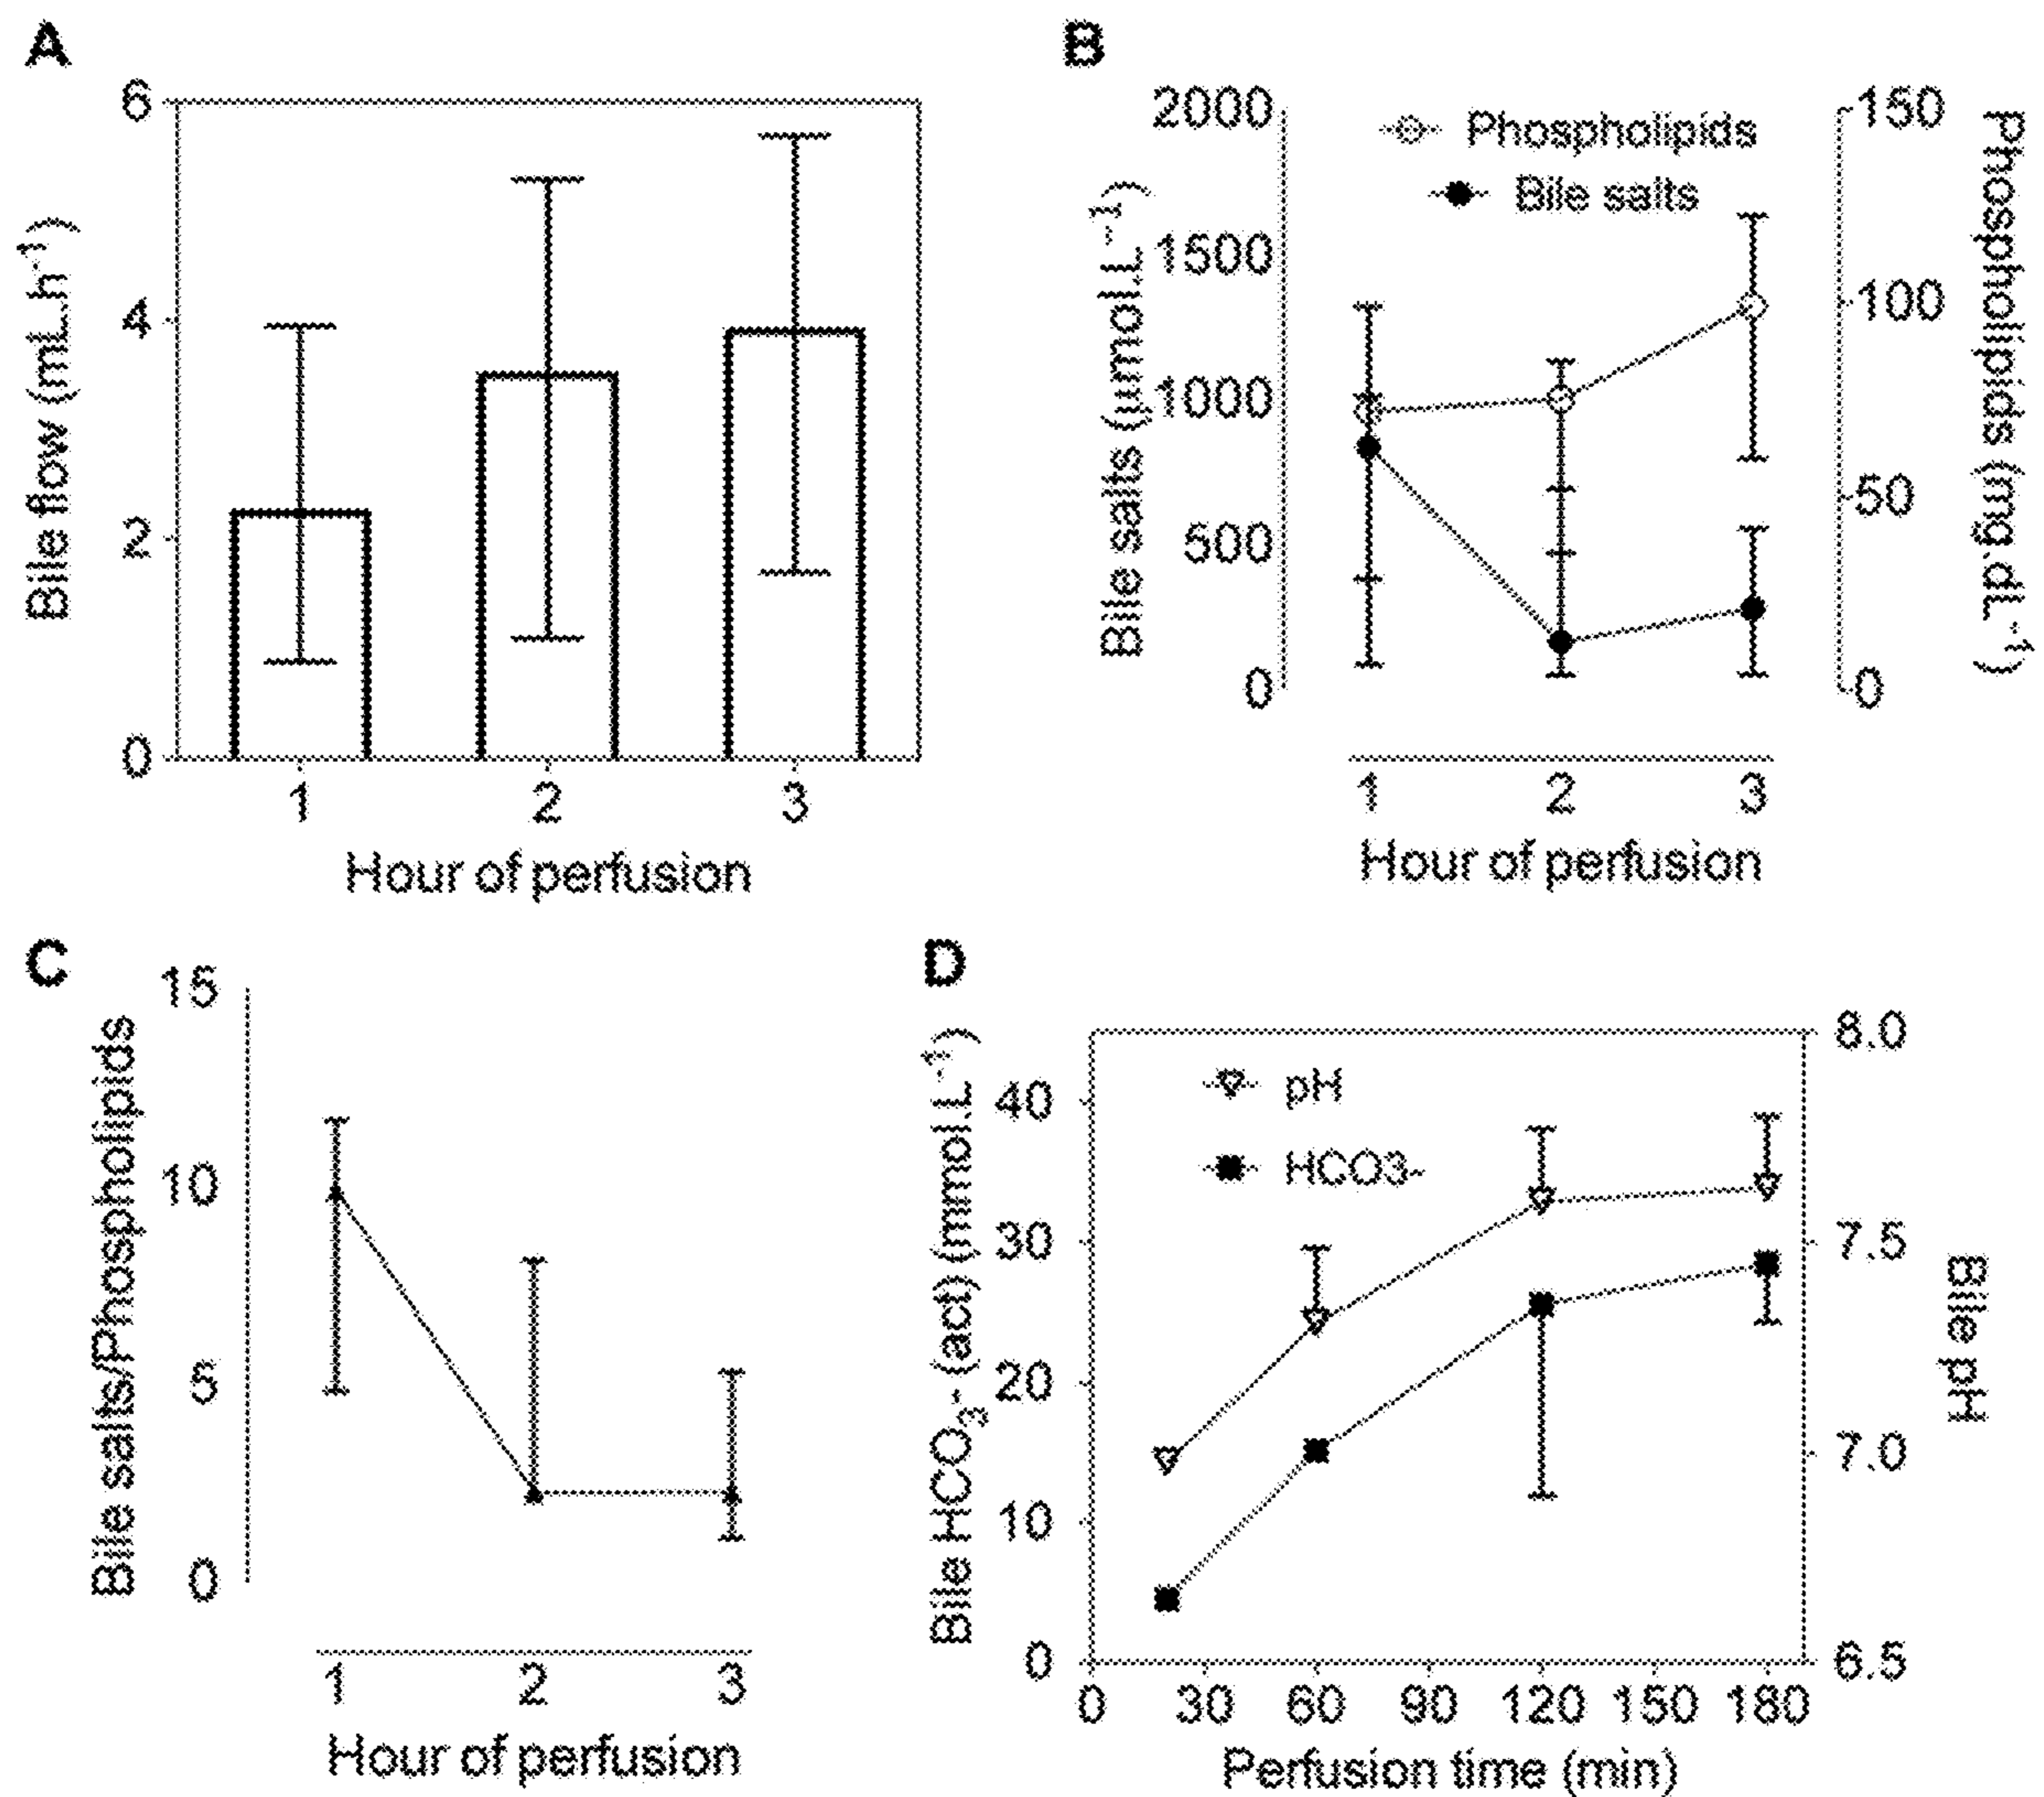 A
6
4
2
0
Bile flow (mL.h-1)
1 2 3
Hour of perfusion
B
2000
1500
1000
500
0
Bile salts (µmol.L-1)
Phospholipids
Bile salts
150
100
50
0
Phospholipids (mg.dL-1)
1 2 3
Hour of perfusion
C
15
10
5
0
Bile salts/Phospholipids
1 2 3
Hour of perfusion
D
40
30
20
10
0
Bile HCO3- (act) (mmol.L-1)
pH
HCO3-
8.0
7.5
7.0
6.5
Bile pH
0 30 60 90 120 150 180
Perfusion time (min)